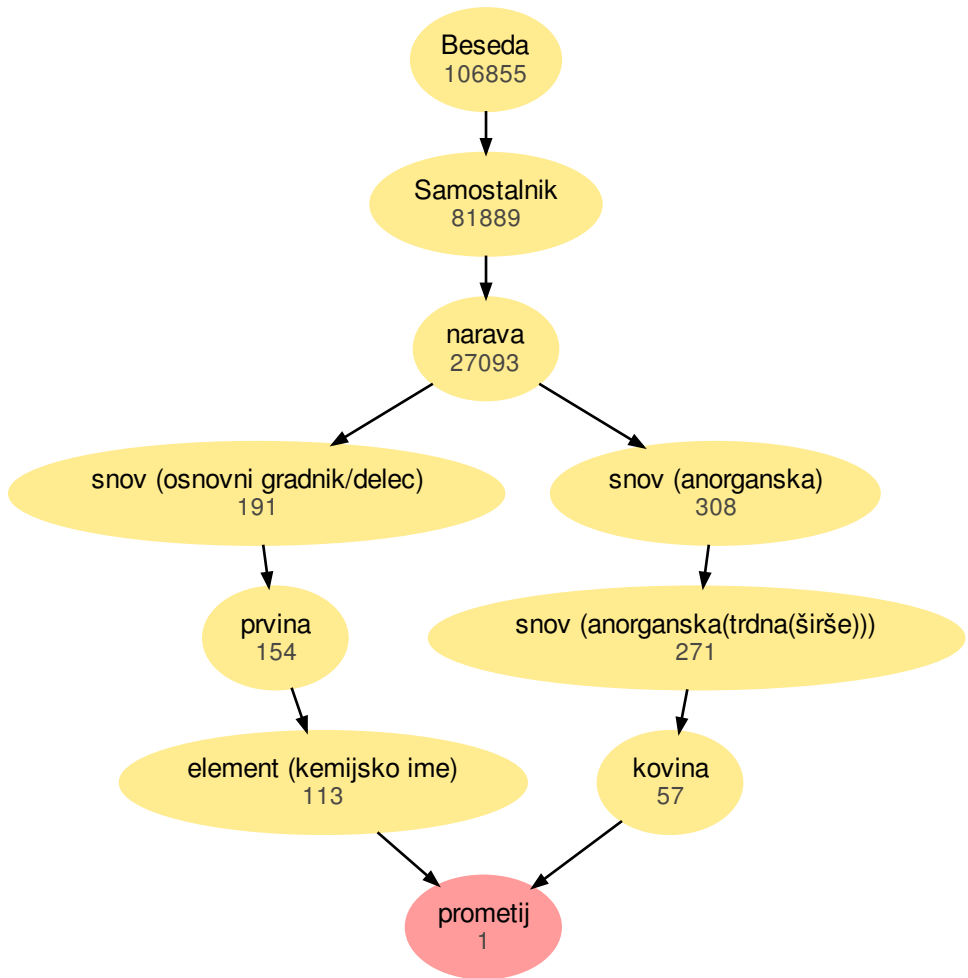 Beseda
106855
Samostalnik
81889
narava
27093
snov (osnovni gradnik/delec)
191
snov (anorganska)
308
prvina
154
snov (anorganska(trdna(širše)))
271
element (kemijsko ime)
113
kovina
57
prometij
1